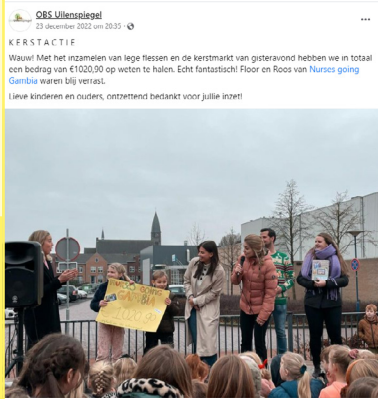 OBS Uilenspiegel
23 december 2022 om 20:35 ·
K E R S T A C T I E
Wauw! Met het inzamelen van lege flessen en de kerstmarkt van gisteravond hebben we in totaal
een bedrag van €1020,90 op weten te halen. Echt fantastisch! Floor en Roos van Nurses going
Gambia waren blij verrast.
Lieve kinderen en ouders, ontzettend bedankt voor jullie inzet!
GAMBIA